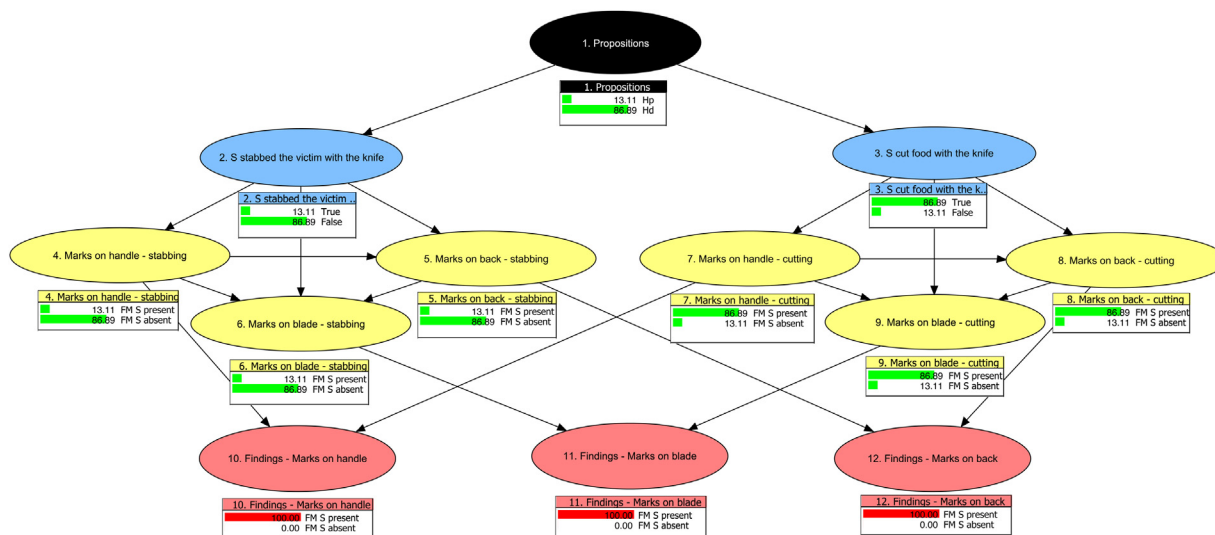 1. Propositions
1. Propositions
13.11 Hp
86.89 Hd
2. S stabbed the victim with the knife
3. S cut food with the knife
2. S stabbed the victim ..
13.11 True
86.89 False
3. S cut food with the k..
86.89 True
13.11 False
4. Marks on handle - stabbing
5. Marks on back - stabbing
7. Marks on handle - cutting
8. Marks on back - cutting
4. Marks on handle - stabbing
13.11 FM S present
86.89 FM S absent
5. Marks on back - stabbing
13.11 FM S present
86.89 FM S absent
7. Marks on handle - cutting
86.89 FM S present
13.11 FM S absent
8. Marks on back - cutting
86.89 FM S present
13.11 FM S absent
6. Marks on blade - stabbing
9. Marks on blade - cutting
6. Marks on blade - stabbing
13.11 FM S present
86.89 FM S absent
9. Marks on blade - cutting
86.89 FM S present
13.11 FM S absent
10. Findings - Marks on handle
11. Findings - Marks on blade
12. Findings - Marks on back
10. Findings - Marks on handle
100.00 FM S present
0.00 FM S absent
11. Findings - Marks on blade
100.00 FM S present
0.00 FM S absent
12. Findings - Marks on back
100.00 FM S present
0.00 FM S absent